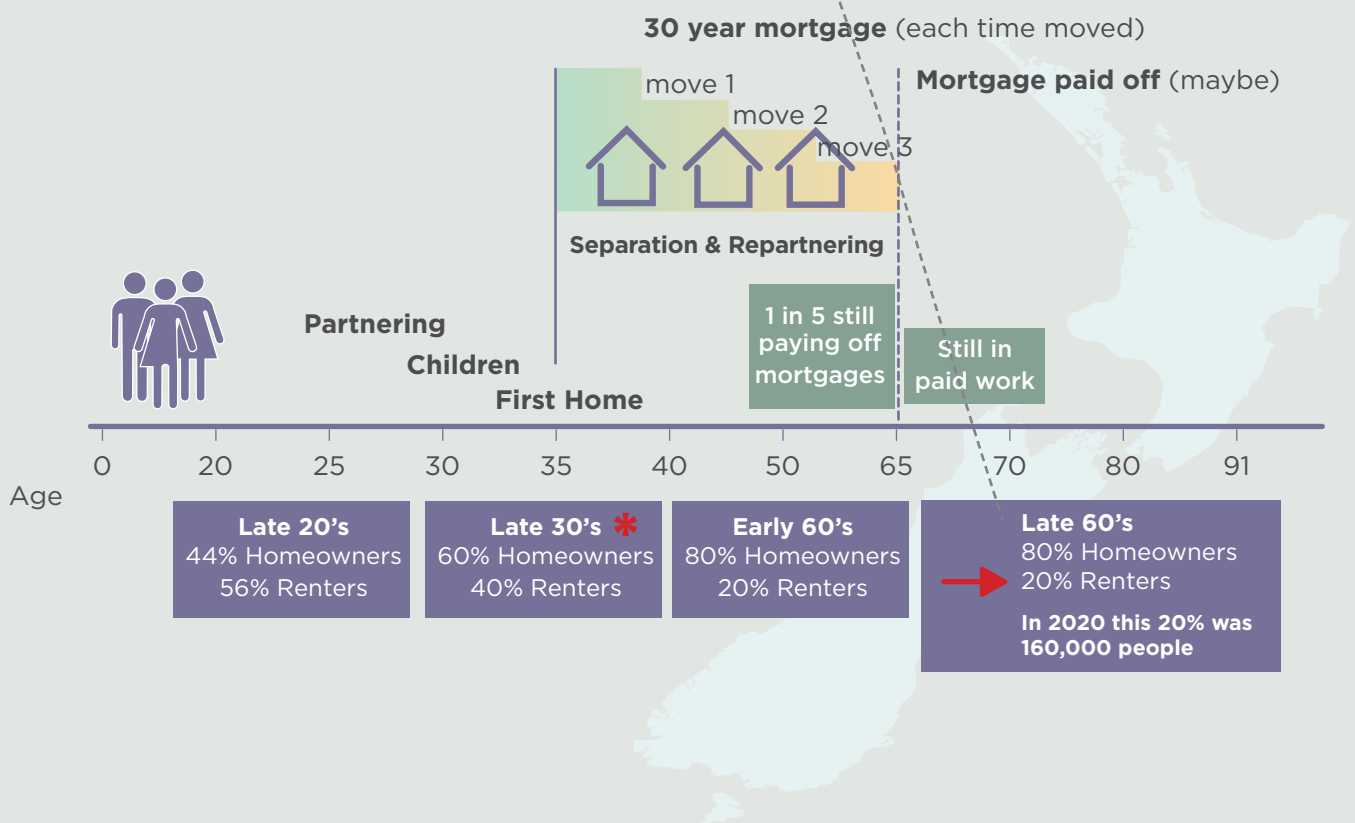 30 year mortgage (each time moved)
Mortgage paid off (maybe)
move 1
move 2
move 3
Separation & Repartnering
Partnering
Children
First Home
1 in 5 still
paying off
mortgages
Still in
paid work
0 20 25 30 35 40 50 65 70 80 91
Age
Late 20's
44% Homeowners
56% Renters
Late 30's *
60% Homeowners
40% Renters
Early 60's
80% Homeowners
20% Renters
Late 60's
80% Homeowners
20% Renters
In 2020 this 20% was
160,000 people